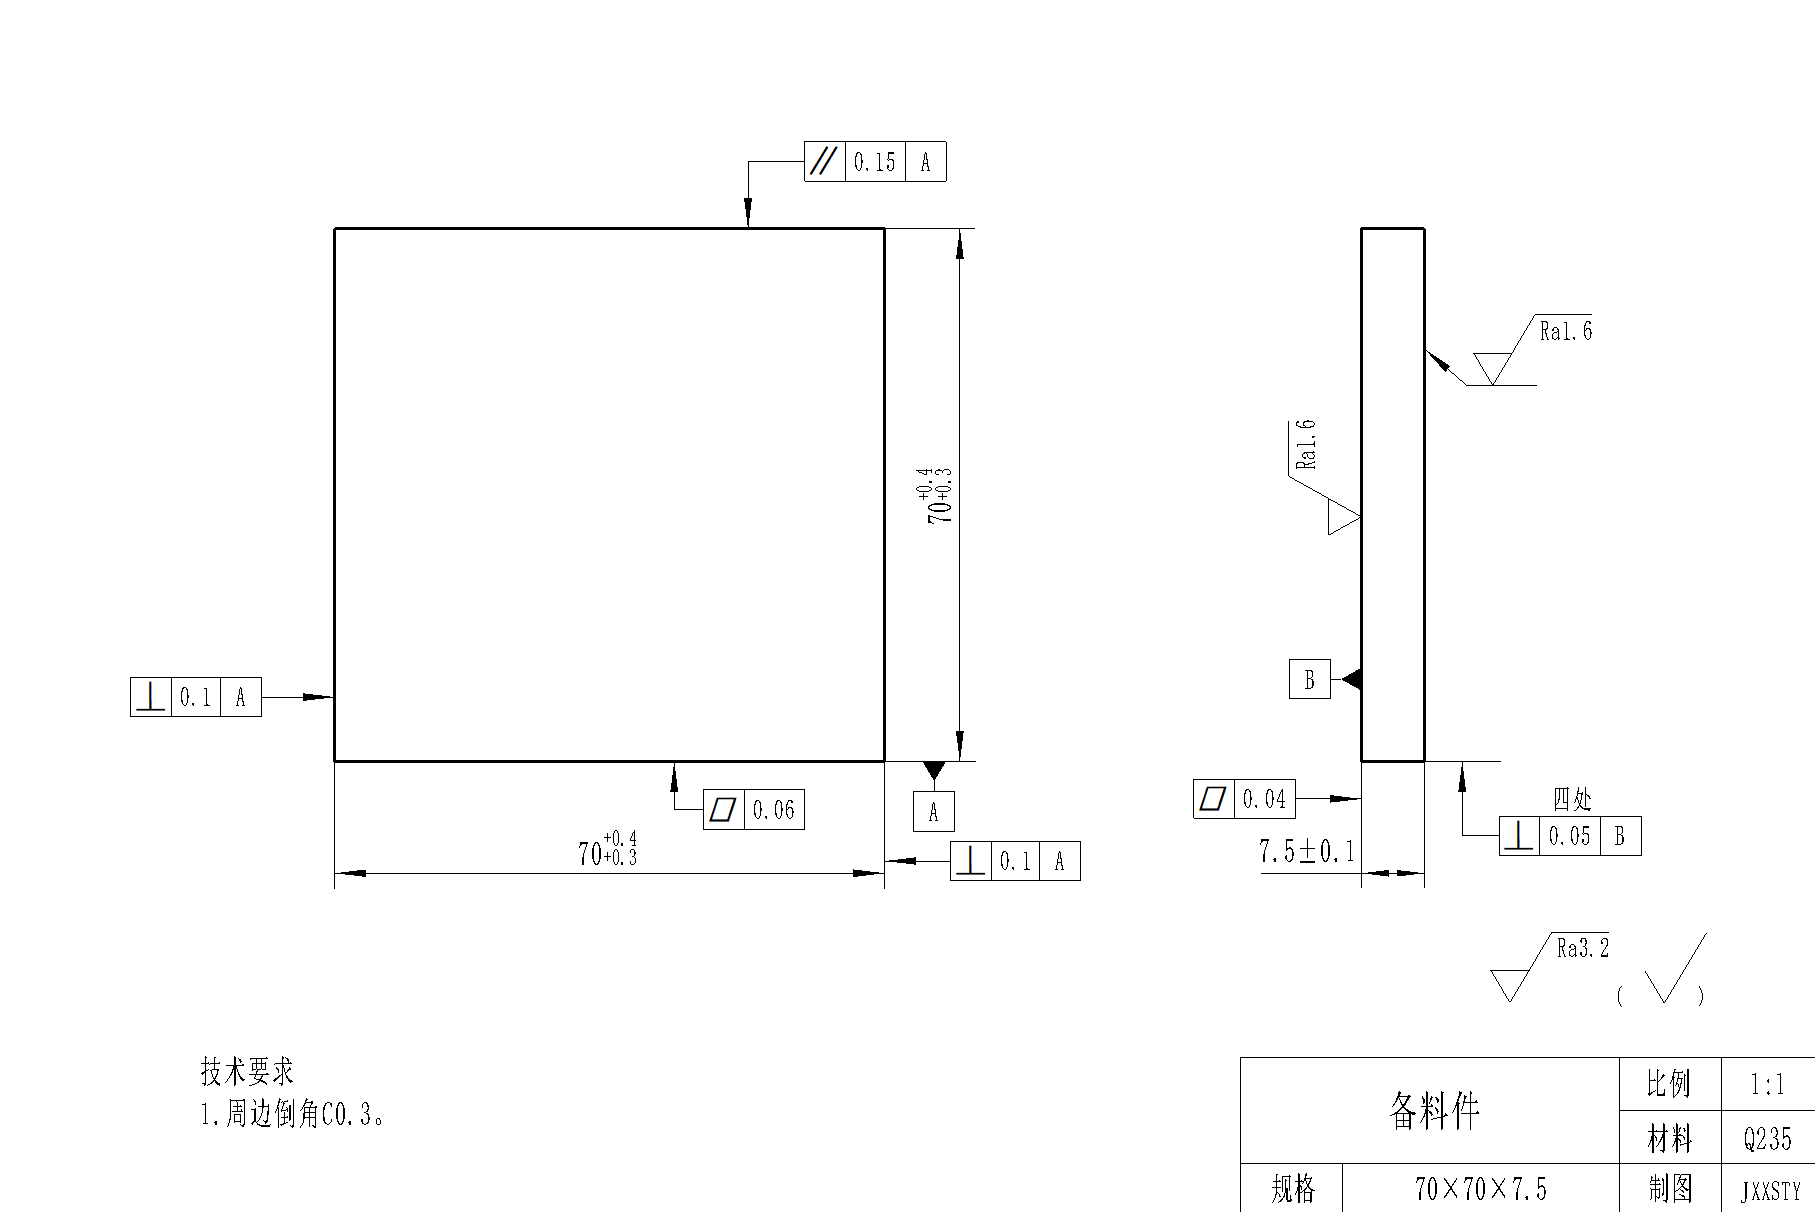 // 0.15 A
Ra1.6
Ra1.6
70 +0.4 +0.3
⊥ 0.1 A
B
▱ 0.06
A
▱ 0.04
四处
⊥ 0.05 B
70 +0.4 +0.3
⊥ 0.1 A
7.5±0.1
Ra3.2 ( √ )
技术要求
1.周边倒角C0.3。
备料件
比例 1:1
材料 Q235
规格 70×70×7.5
制图 JXXSTY